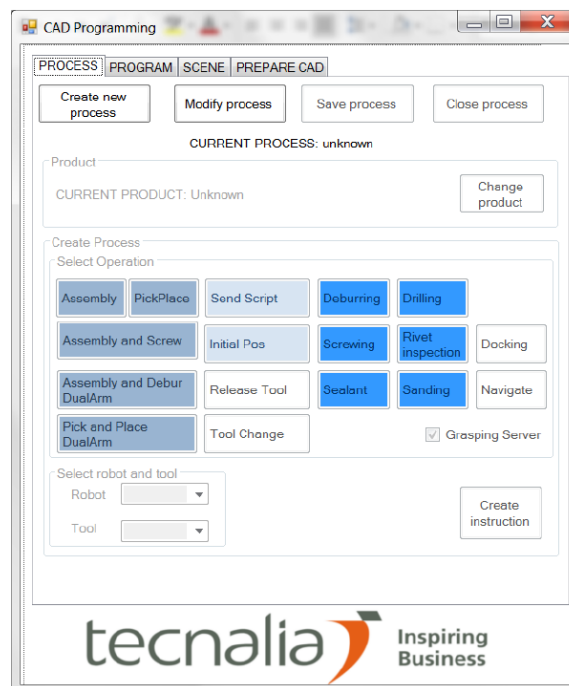 CAD Programming
PROCESS PROGRAM SCENE PREPARE CAD
Create new
process
Modify process
Save process
Close process
CURRENT PROCESS: unknown
Product
CURRENT PRODUCT: Unknown
Change
product
Create Process
Select Operation
Assembly
PickPlace
Send Script
Deburring
Drilling
Assembly and Screw
Initial Pos
Screwing
Rivet
inspection
Docking
Assembly and Debur
DualArm
Release Tool
Sealant
Sanding
Navigate
Pick and Place
DualArm
Tool Change
Grasping Server
Select robot and tool
Robot
Tool
Create
instruction
tecnalia
Inspiring
Business